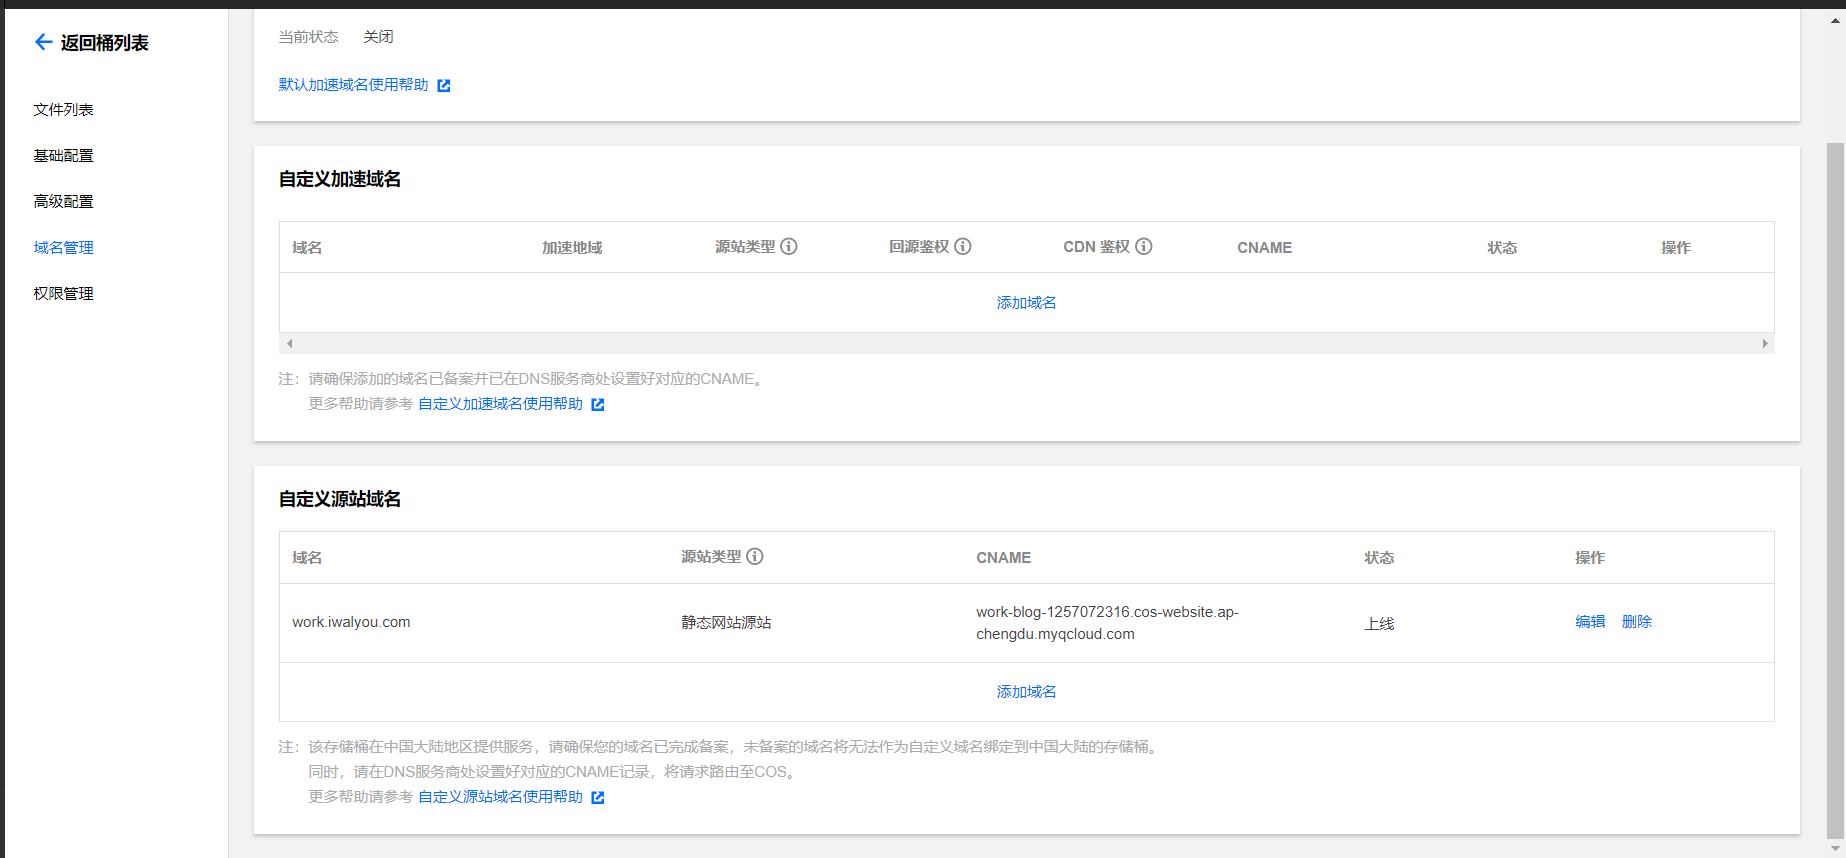 返回桶列表
文件列表
基础配置
高级配置
域名管理
权限管理
当前状态 关闭
默认加速域名使用帮助
自定义加速域名
域名 加速地域 源站类型 回源鉴权 CDN 鉴权 CNAME 状态 操作
添加域名
注：请确保添加的域名已备案并已在DNS服务商处设置好对应的CNAME。
更多帮助请参考 自定义加速域名使用帮助
自定义源站域名
域名 源站类型 CNAME 状态 操作
work.iwalyou.com 静态网站源站 work-blog-1257072316.cos-website.ap-
chengdu.myqcloud.com 上线 编辑 删除
添加域名
注：该存储桶在中国大陆地区提供服务，请确保您的域名已完成备案，未备案的域名将无法作为自定义域名绑定到中国大陆的存储桶。
同时，请在DNS服务商处设置好对应的CNAME记录，将请求路由至COS。
更多帮助请参考 自定义源站域名使用帮助